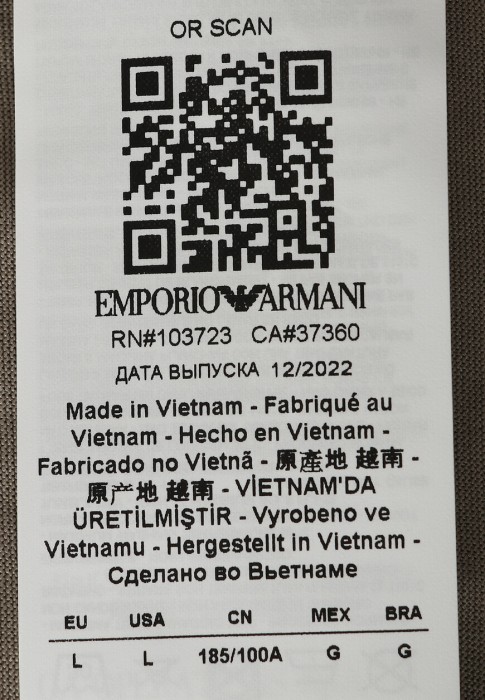 OR SCAN
EMPORIO ARMANI
RN#103723 CA#37360
ДАТА ВЫПУСКА 12/2022
Made in Vietnam - Fabriqué au
Vietnam - Hecho en Vietnam -
Fabricado no Vietnã - 原產地 越南 -
原产地 越南 - VİETNAM'DA
ÜRETİLMİŞTİR - Vyrobeno ve
Vietnamu - Hergestellt in Vietnam -
Сделано во Вьетнаме
EU USA CN MEX BRA
L L 185/100A G G